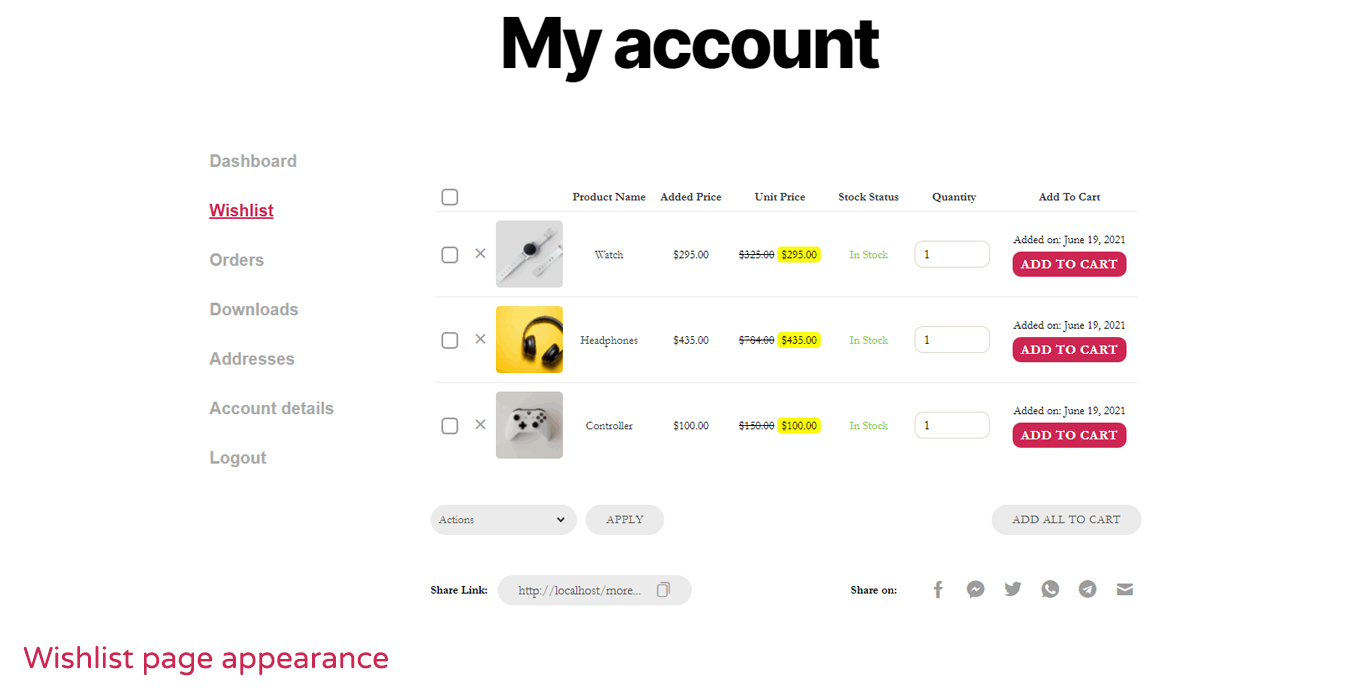 My account
Dashboard
Wishlist
Orders
Downloads
Addresses
Account details
Logout
Product Name Added Price Unit Price Stock Status Quantity Add To Cart
Watch $295.00 $325.00 $295.00 In Stock 1 Added on: June 19, 2021
ADD TO CART
Headphones $435.00 $784.00 $435.00 In Stock 1 Added on: June 19, 2021
ADD TO CART
Controller $100.00 $150.00 $100.00 In Stock 1 Added on: June 19, 2021
ADD TO CART
Actions APPLY ADD ALL TO CART
Share Link: http://localhost/more... Share on:
Wishlist page appearance